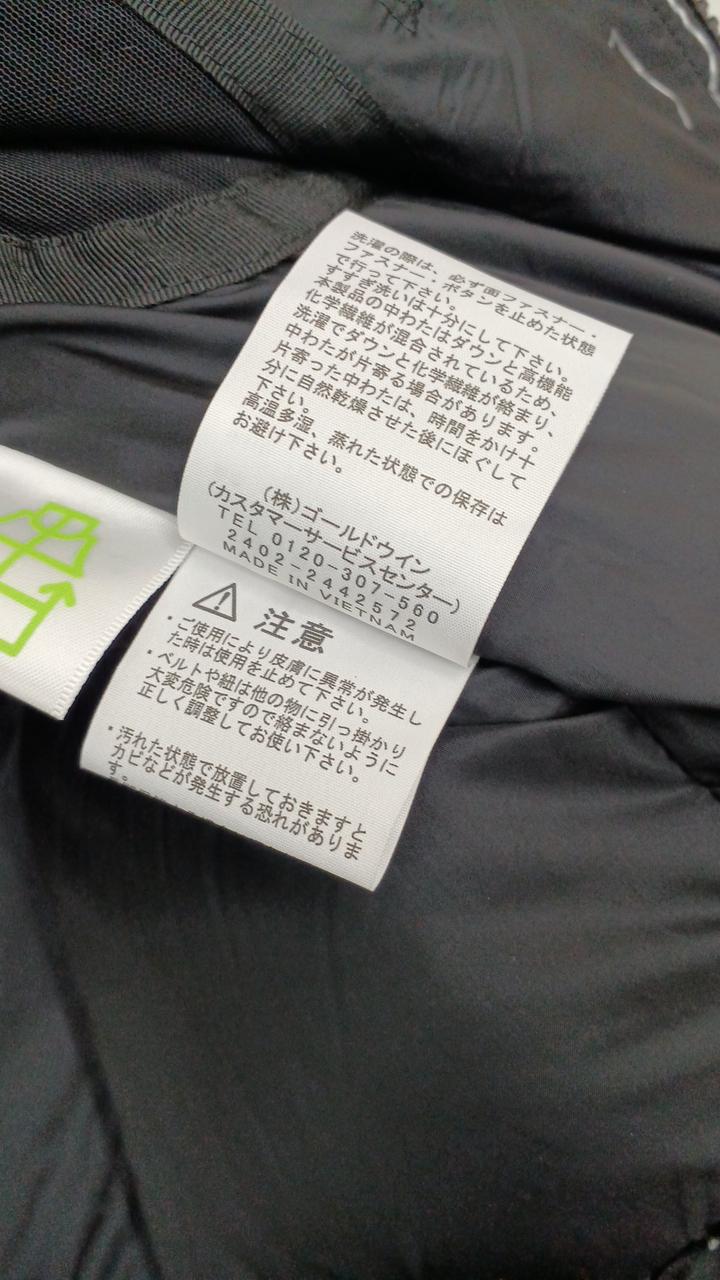 洗濯の際は、必ず面ファスナー・
ファスナー、ボタンを止めた状態
で行って下さい。
すすぎ洗いは十分にして下さい。
本製品の中わたはダウンと高機能
化学繊維が混合されているため、
洗濯でダウンと化学繊維が絡まり、
中わたが片寄る場合があります。
片寄った中わたは、時間をかけ十
分に自然乾燥させた後にほぐして
下さい。
高温多湿、蒸れた状態での保存は
お避け下さい。
(株)ゴールドウイン
(カスタマーサービスセンター)
TEL 0120-307-560
2402-2442572
MADE IN VIETNAM
注意
・ご使用により皮膚に異常が発生し
た時は使用を止めて下さい。
・ベルトや紐は他の物に引っ掛かり
大変危険ですので絡まないように
正しく調整してお使い下さい。
・汚れた状態で放置しておきますと
カビなどが発生する恐れがありま
す。